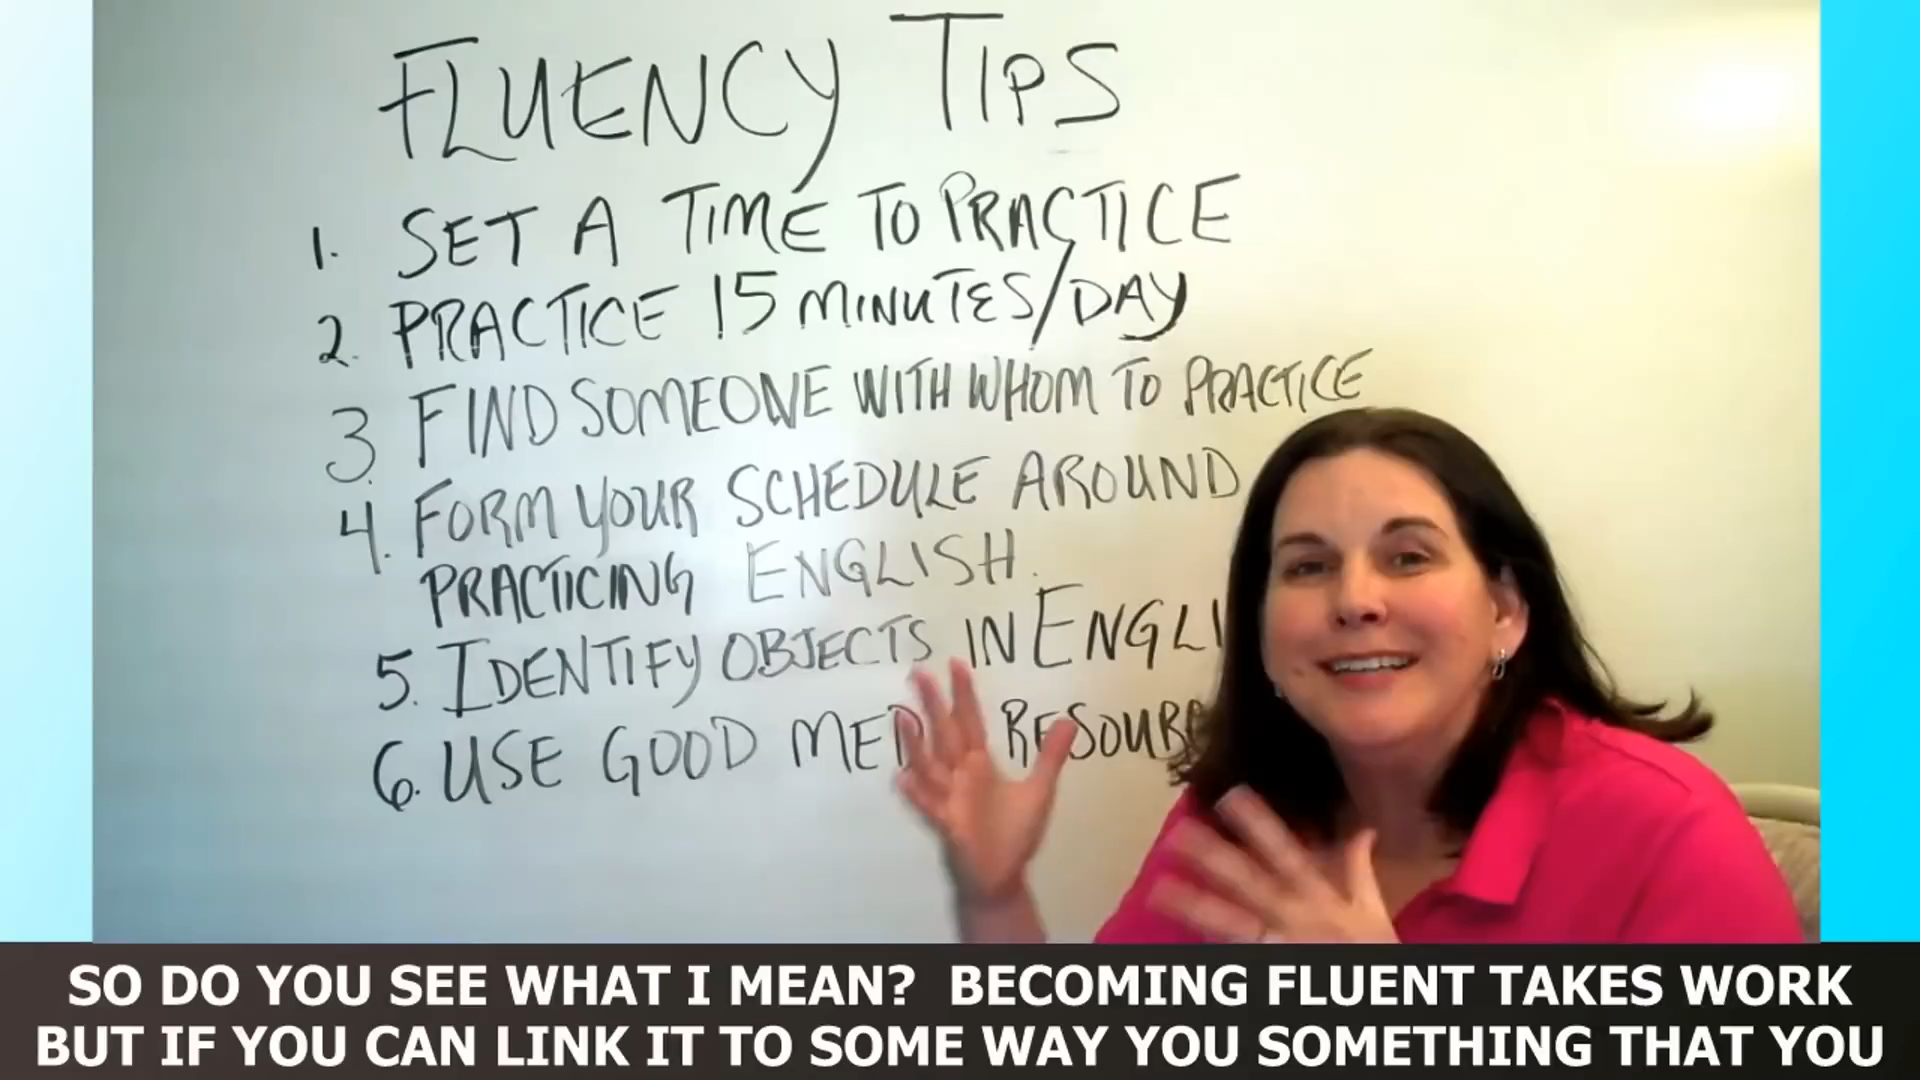 FLUENCY TIPS
1. SET A TIME TO PRACTICE
2. PRACTICE 15 MINUTES/DAY
3. FIND SOMEONE WITH WHOM TO PRACTICE
4. FORM YOUR SCHEDULE AROUND
PRACTICING ENGLISH.
5. IDENTIFY OBJECTS IN
6. USE GOOD
SO DO YOU SEE WHAT I MEAN? BECOMING FLUENT TAKES WORK
BUT IF YOU CAN LINK IT TO SOME WAY YOU SOMETHING THAT YOU